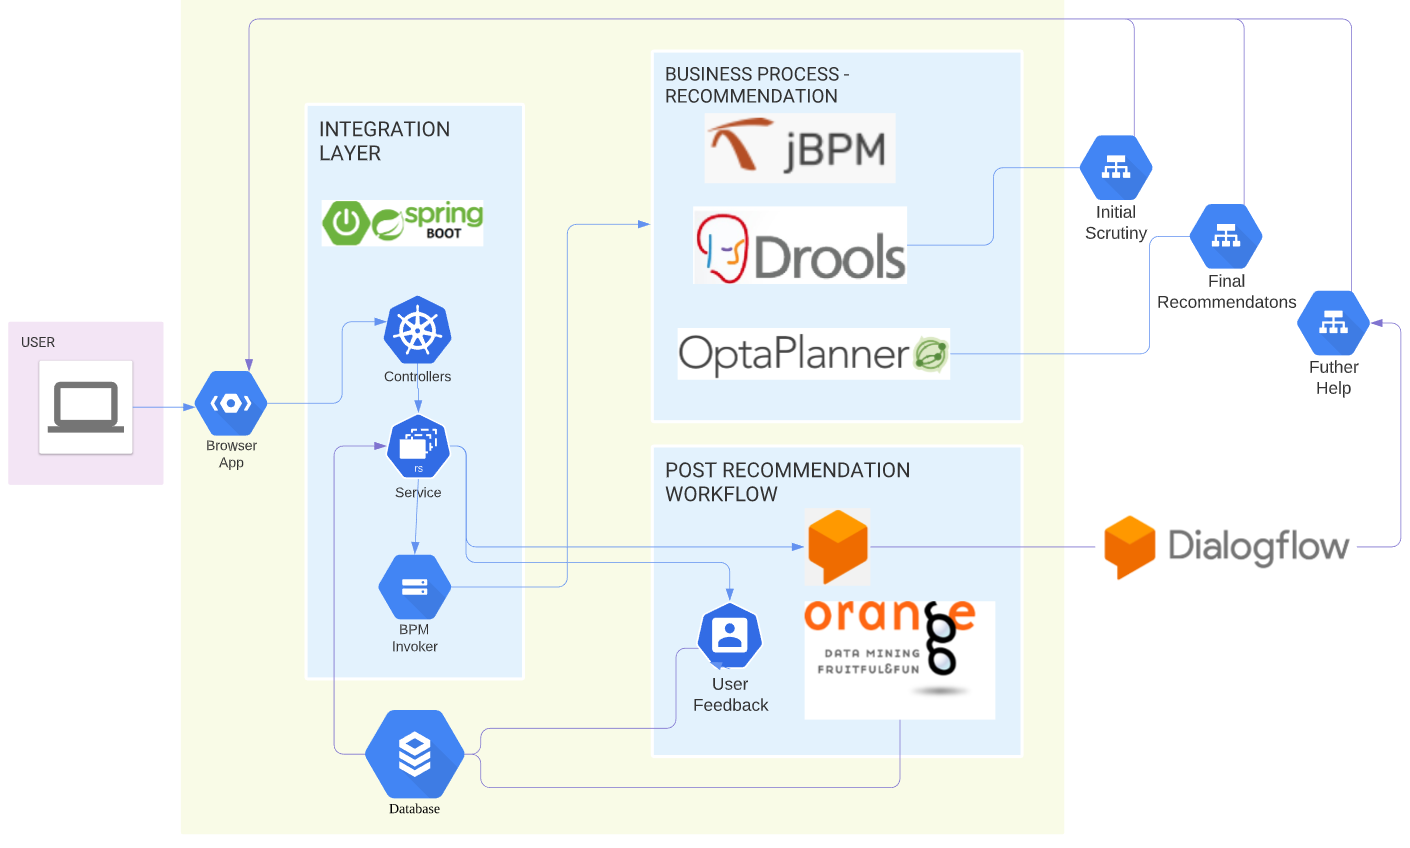 USER
Browser
App
INTEGRATION
LAYER
spring
BOOT
Controllers
rs
Service
BPM
Invoker
Database
BUSINESS PROCESS -
RECOMMENDATION
jBPM
Drools
OptaPlanner
POST RECOMMENDATION
WORKFLOW
orange
DATA MINING
FRUITFUL&FUN
User
Feedback
Initial
Scrutiny
Final
Recommendatons
Futher
Help
Dialogflow